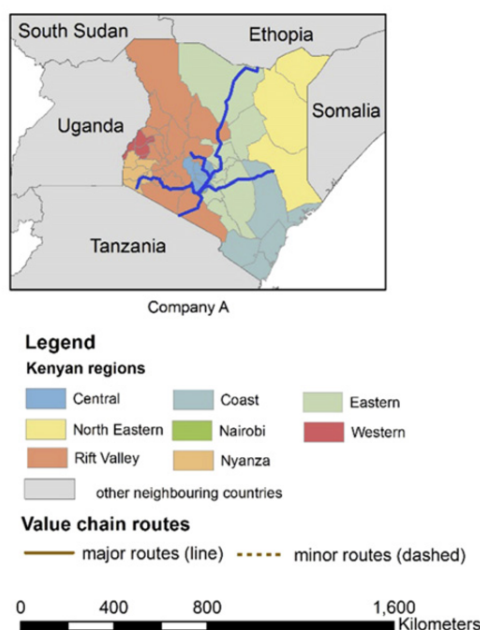 South Sudan
Ethiopia
Uganda
Somalia
Tanzania
Company A
Legend
Kenyan regions
Central
Coast
Eastern
North Eastern
Nairobi
Western
Rift Valley
Nyanza
other neighbouring countries
Value chain routes
major routes (line)
minor routes (dashed)
0 400 800 1,600
Kilometers